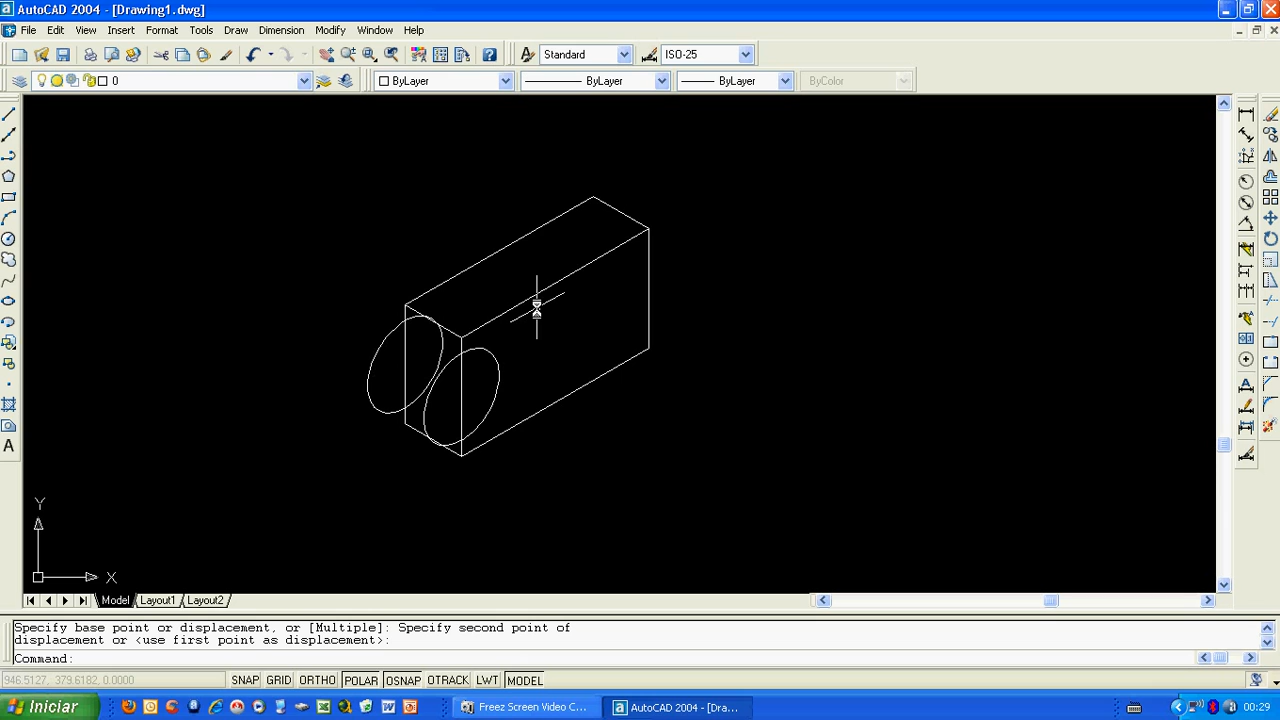 AutoCAD 2004 - [Drawing1.dwg]
File Edit View Insert Format Tools Draw Dimension Modify Window Help
Standard ISO-25
0 ByLayer ByLayer ByLayer ByColor
A
Y
X
Model Layout1 Layout2
Specify base point or displacement, or [Multiple]: Specify second point of
displacement or <use first point as displacement>:
Command:
946.5127, 379.6182, 0.0000 SNAP GRID ORTHO POLAR OSNAP OTRACK LWT MODEL
Iniciar Freez Screen Video C... AutoCAD 2004 - [Dra... 00:29